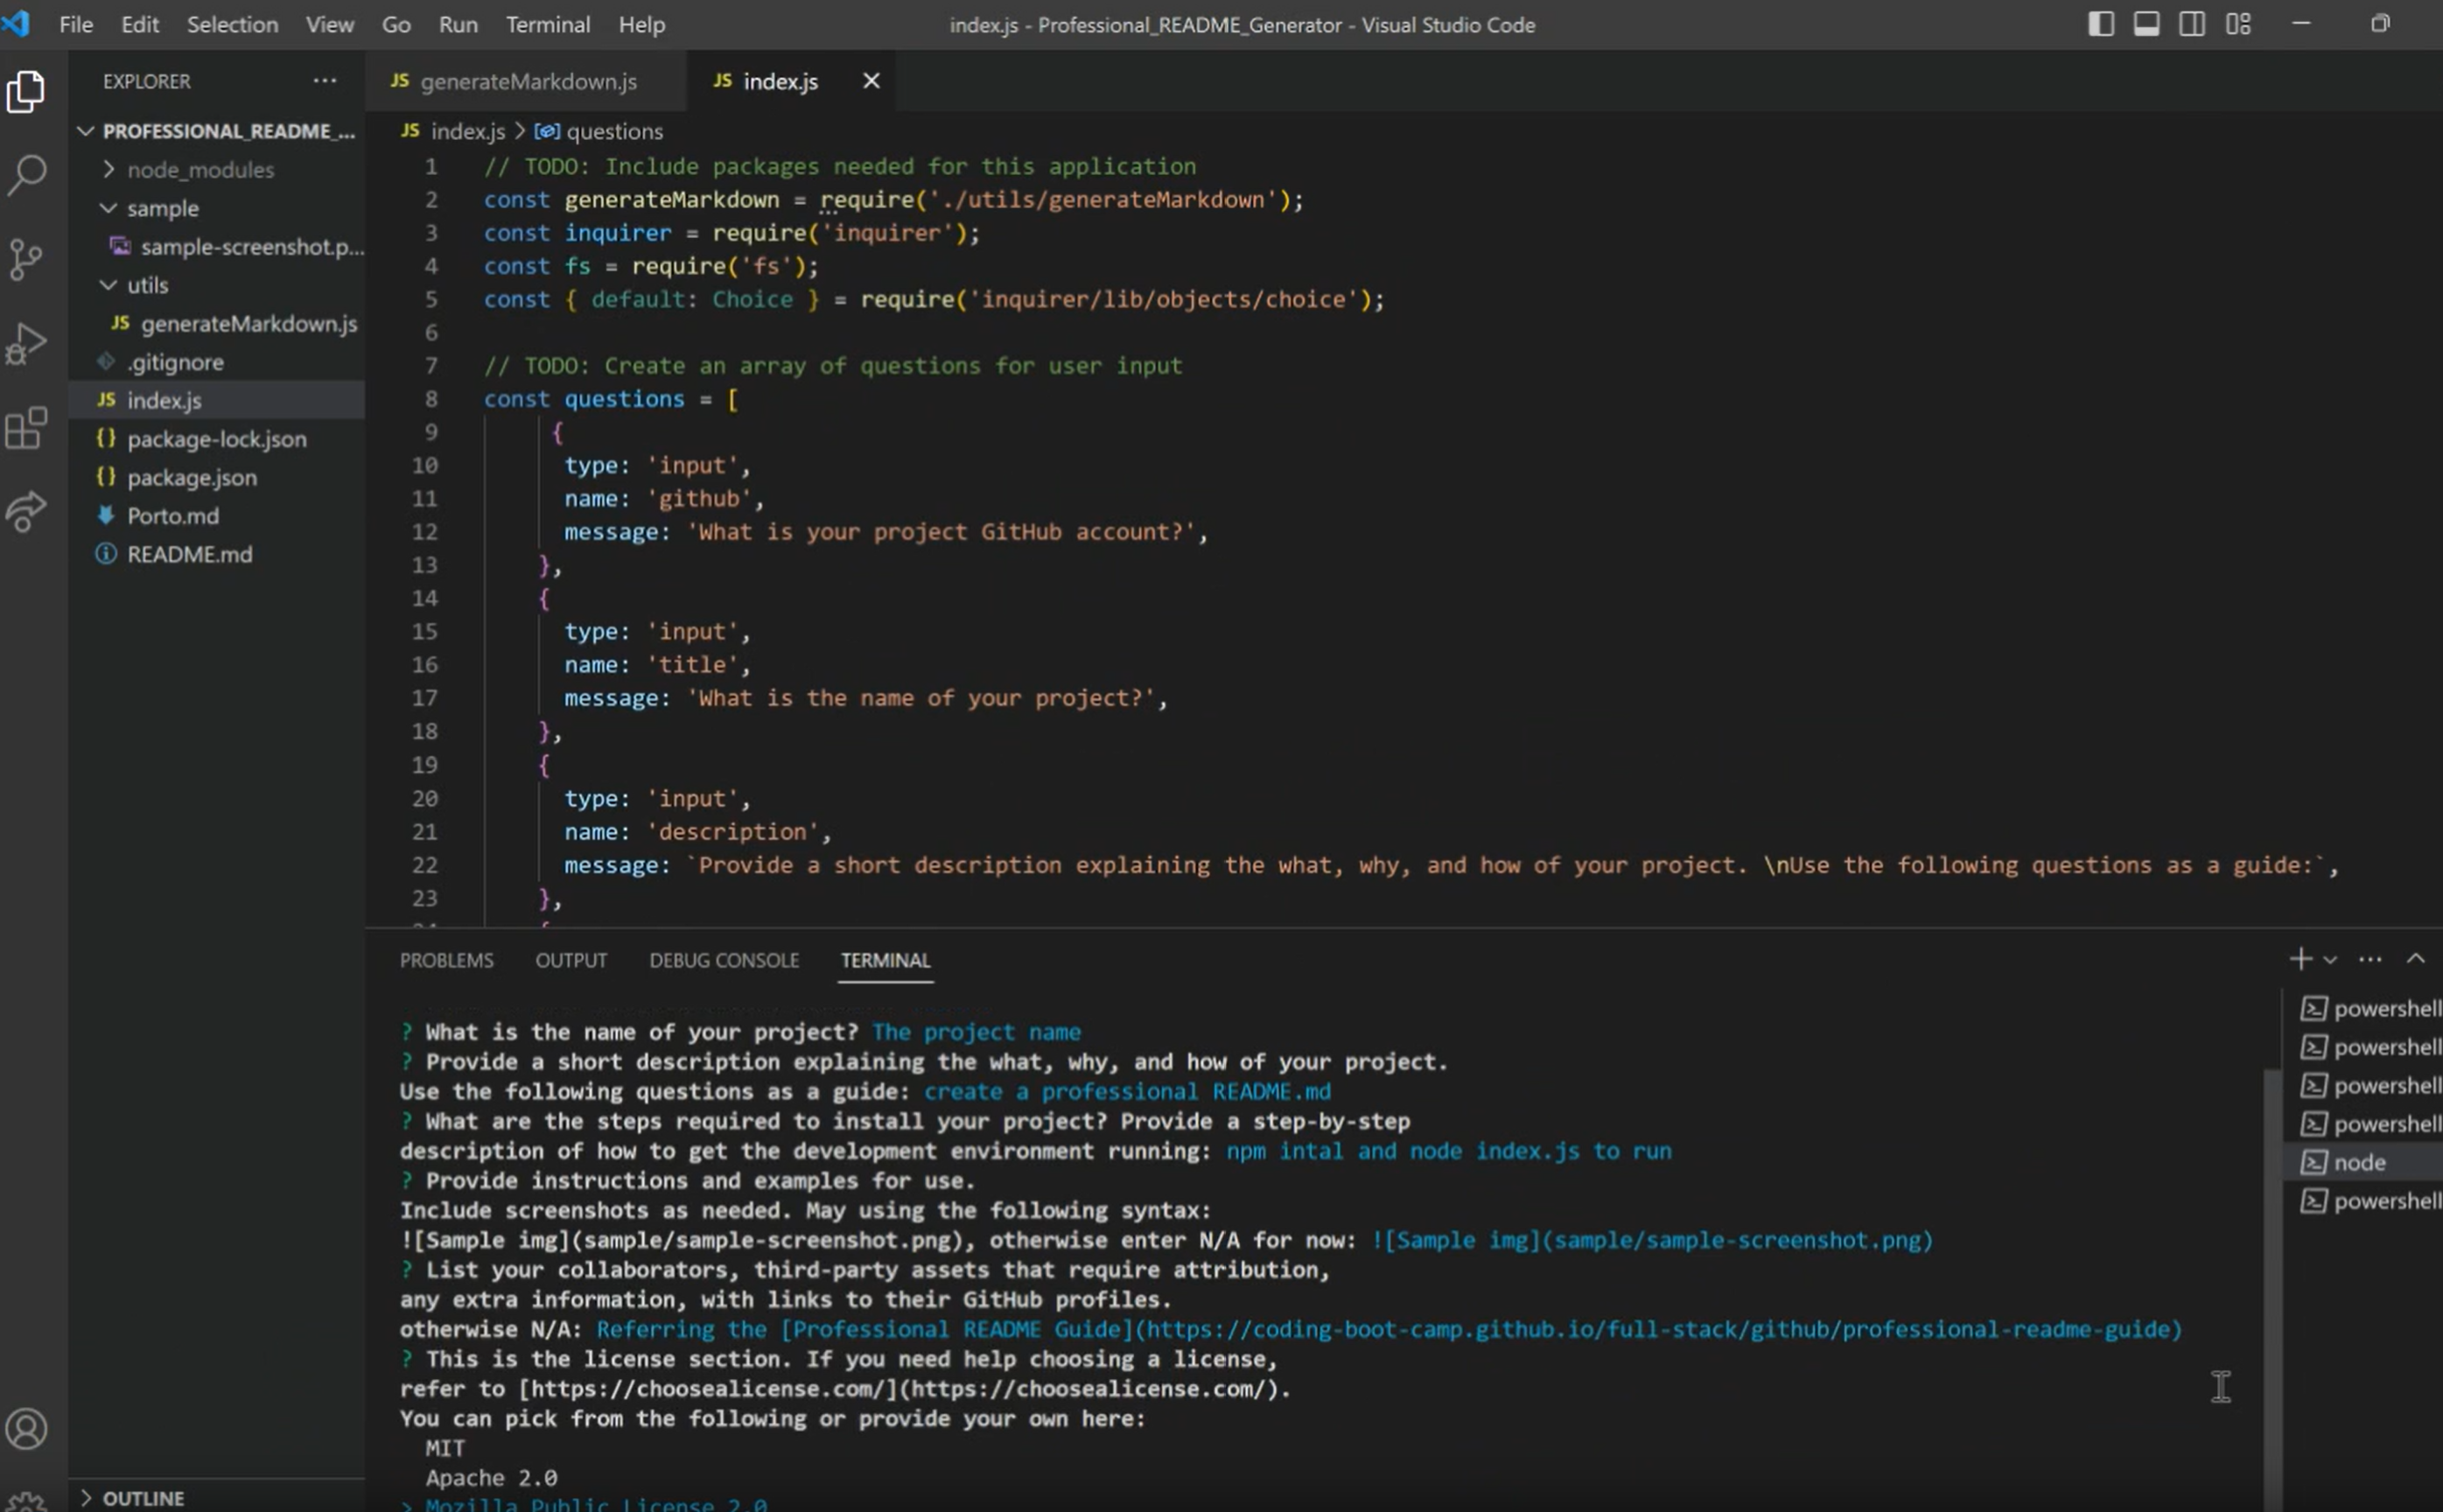 File Edit Selection View Go Run Terminal Help
index.js - Professional_README_Generator - Visual Studio Code
EXPLORER
PROFESSIONAL_README_...
node_modules
sample
sample-screenshot.p...
utils
JS generateMarkdown.js
.gitignore
JS index.js
{} package-lock.json
{} package.json
Porto.md
README.md
OUTLINE
JS generateMarkdown.js
JS index.js
JS index.js > questions
1 // TODO: Include packages needed for this application
2 const generateMarkdown = require('./utils/generateMarkdown');
3 const inquirer = require('inquirer');
4 const fs = require('fs');
5 const { default: Choice } = require('inquirer/lib/objects/choice');
6
7 // TODO: Create an array of questions for user input
8 const questions = [
9 {
10 type: 'input',
11 name: 'github',
12 message: 'What is your project GitHub account?',
13 },
14 {
15 type: 'input',
16 name: 'title',
17 message: 'What is the name of your project?',
18 },
19 {
20 type: 'input',
21 name: 'description',
22 message: `Provide a short description explaining the what, why, and how of your project. \nUse the following questions as a guide:`,
23 },
PROBLEMS OUTPUT DEBUG CONSOLE TERMINAL
? What is the name of your project? The project name
? Provide a short description explaining the what, why, and how of your project.
Use the following questions as a guide: create a professional README.md
? What are the steps required to install your project? Provide a step-by-step
description of how to get the development environment running: npm intal and node index.js to run
? Provide instructions and examples for use.
Include screenshots as needed. May using the following syntax:
![Sample img](sample/sample-screenshot.png), otherwise enter N/A for now: ![Sample img](sample/sample-screenshot.png)
? List your collaborators, third-party assets that require attribution,
any extra information, with links to their GitHub profiles.
otherwise N/A: Referring the [Professional README Guide](https://coding-boot-camp.github.io/full-stack/github/professional-readme-guide)
? This is the license section. If you need help choosing a license,
refer to [https://choosealicense.com/](https://choosealicense.com/).
You can pick from the following or provide your own here:
MIT
Apache 2.0
> Mozilla Public License 2.0
powershell
powershell
powershell
powershell
node
powershell